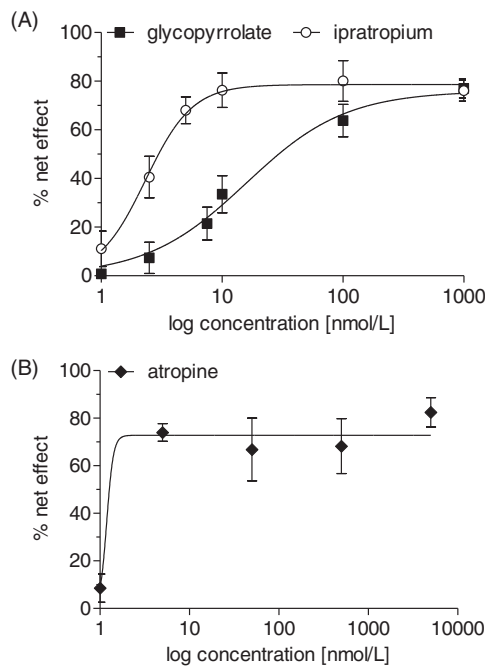 (A)
glycopyrrolate
ipratropium
100
80
60
40
20
0
% net effect
1
10
100
1000
log concentration [nmol/L]
(B)
atropine
100
80
60
40
20
0
% net effect
1
10
100
1000
10000
log concentration [nmol/L]